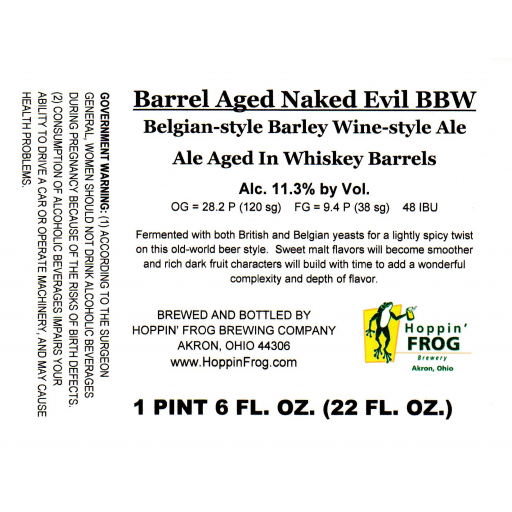 Barrel Aged Naked Evil BBW
Belgian-style Barley Wine-style Ale
Ale Aged In Whiskey Barrels
Alc. 11.3% by Vol.
OG = 28.2 P (120 sg) FG = 9.4 P (38 sg) 48 IBU
Fermented with both British and Belgian yeasts for a lightly spicy twist
on this old-world beer style. Sweet malt flavors will become smoother
and rich dark fruit characters will build with time to add a wonderful
complexity and depth of flavor.
BREWED AND BOTTLED BY
HOPPIN' FROG BREWING COMPANY
AKRON, OHIO 44306
www.HoppinFrog.com
Hoppin'
FROG
Brewery
Akron, Ohio
1 PINT 6 FL. OZ. (22 FL. OZ.)
GOVERNMENT WARNING: (1) ACCORDING TO THE SURGEON
GENERAL, WOMEN SHOULD NOT DRINK ALCOHOLIC BEVERAGES
DURING PREGNANCY BECAUSE OF THE RISKS OF BIRTH DEFECTS.
(2) CONSUMPTION OF ALCOHOLIC BEVERAGES IMPAIRS YOUR
ABILITY TO DRIVE A CAR OR OPERATE MACHINERY, AND MAY CAUSE
HEALTH PROBLEMS.